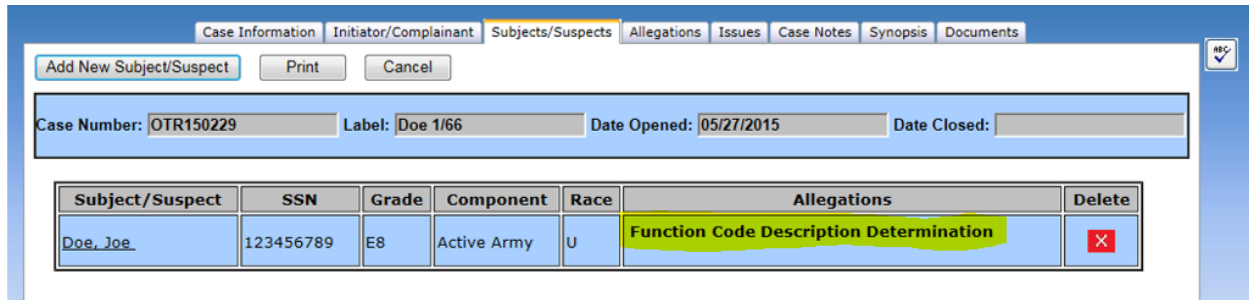 Case Information Initiator/Complainant Subjects/Suspects Allegations Issues Case Notes Synopsis Documents
Add New Subject/Suspect Print Cancel
ABC
Case Number: OTR150229 Label: Doe 1/66 Date Opened: 05/27/2015 Date Closed:
Subject/Suspect SSN Grade Component Race Allegations Delete
Doe, Joe 123456789 E8 Active Army U Function Code Description Determination X